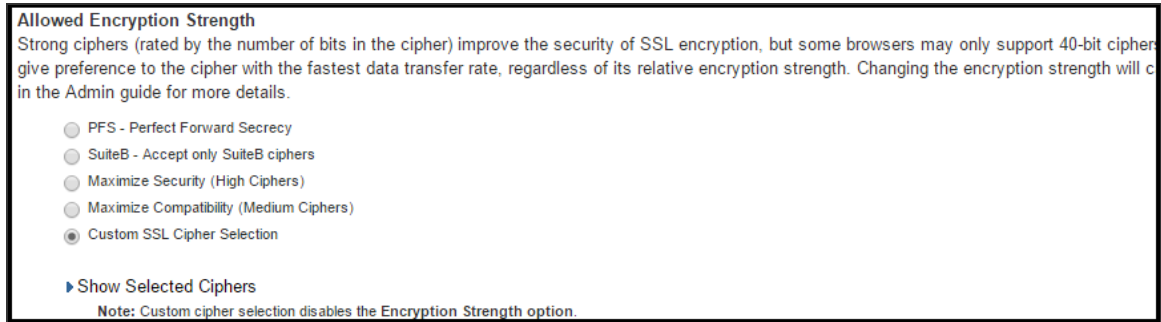 Allowed Encryption Strength
Strong ciphers (rated by the number of bits in the cipher) improve the security of SSL encryption, but some browsers may only support 40-bit ciphers
give preference to the cipher with the fastest data transfer rate, regardless of its relative encryption strength. Changing the encryption strength will c
in the Admin guide for more details.
PFS - Perfect Forward Secrecy
SuiteB - Accept only SuiteB ciphers
Maximize Security (High Ciphers)
Maximize Compatibility (Medium Ciphers)
Custom SSL Cipher Selection
Show Selected Ciphers
Note: Custom cipher selection disables the Encryption Strength option.